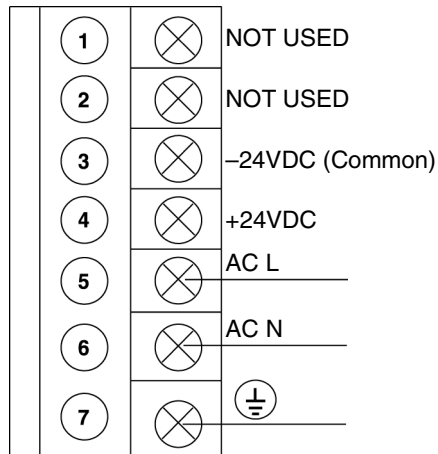 1 NOT USED
2 NOT USED
3 –24VDC (Common)
4 +24VDC
5 AC L
6 AC N
7